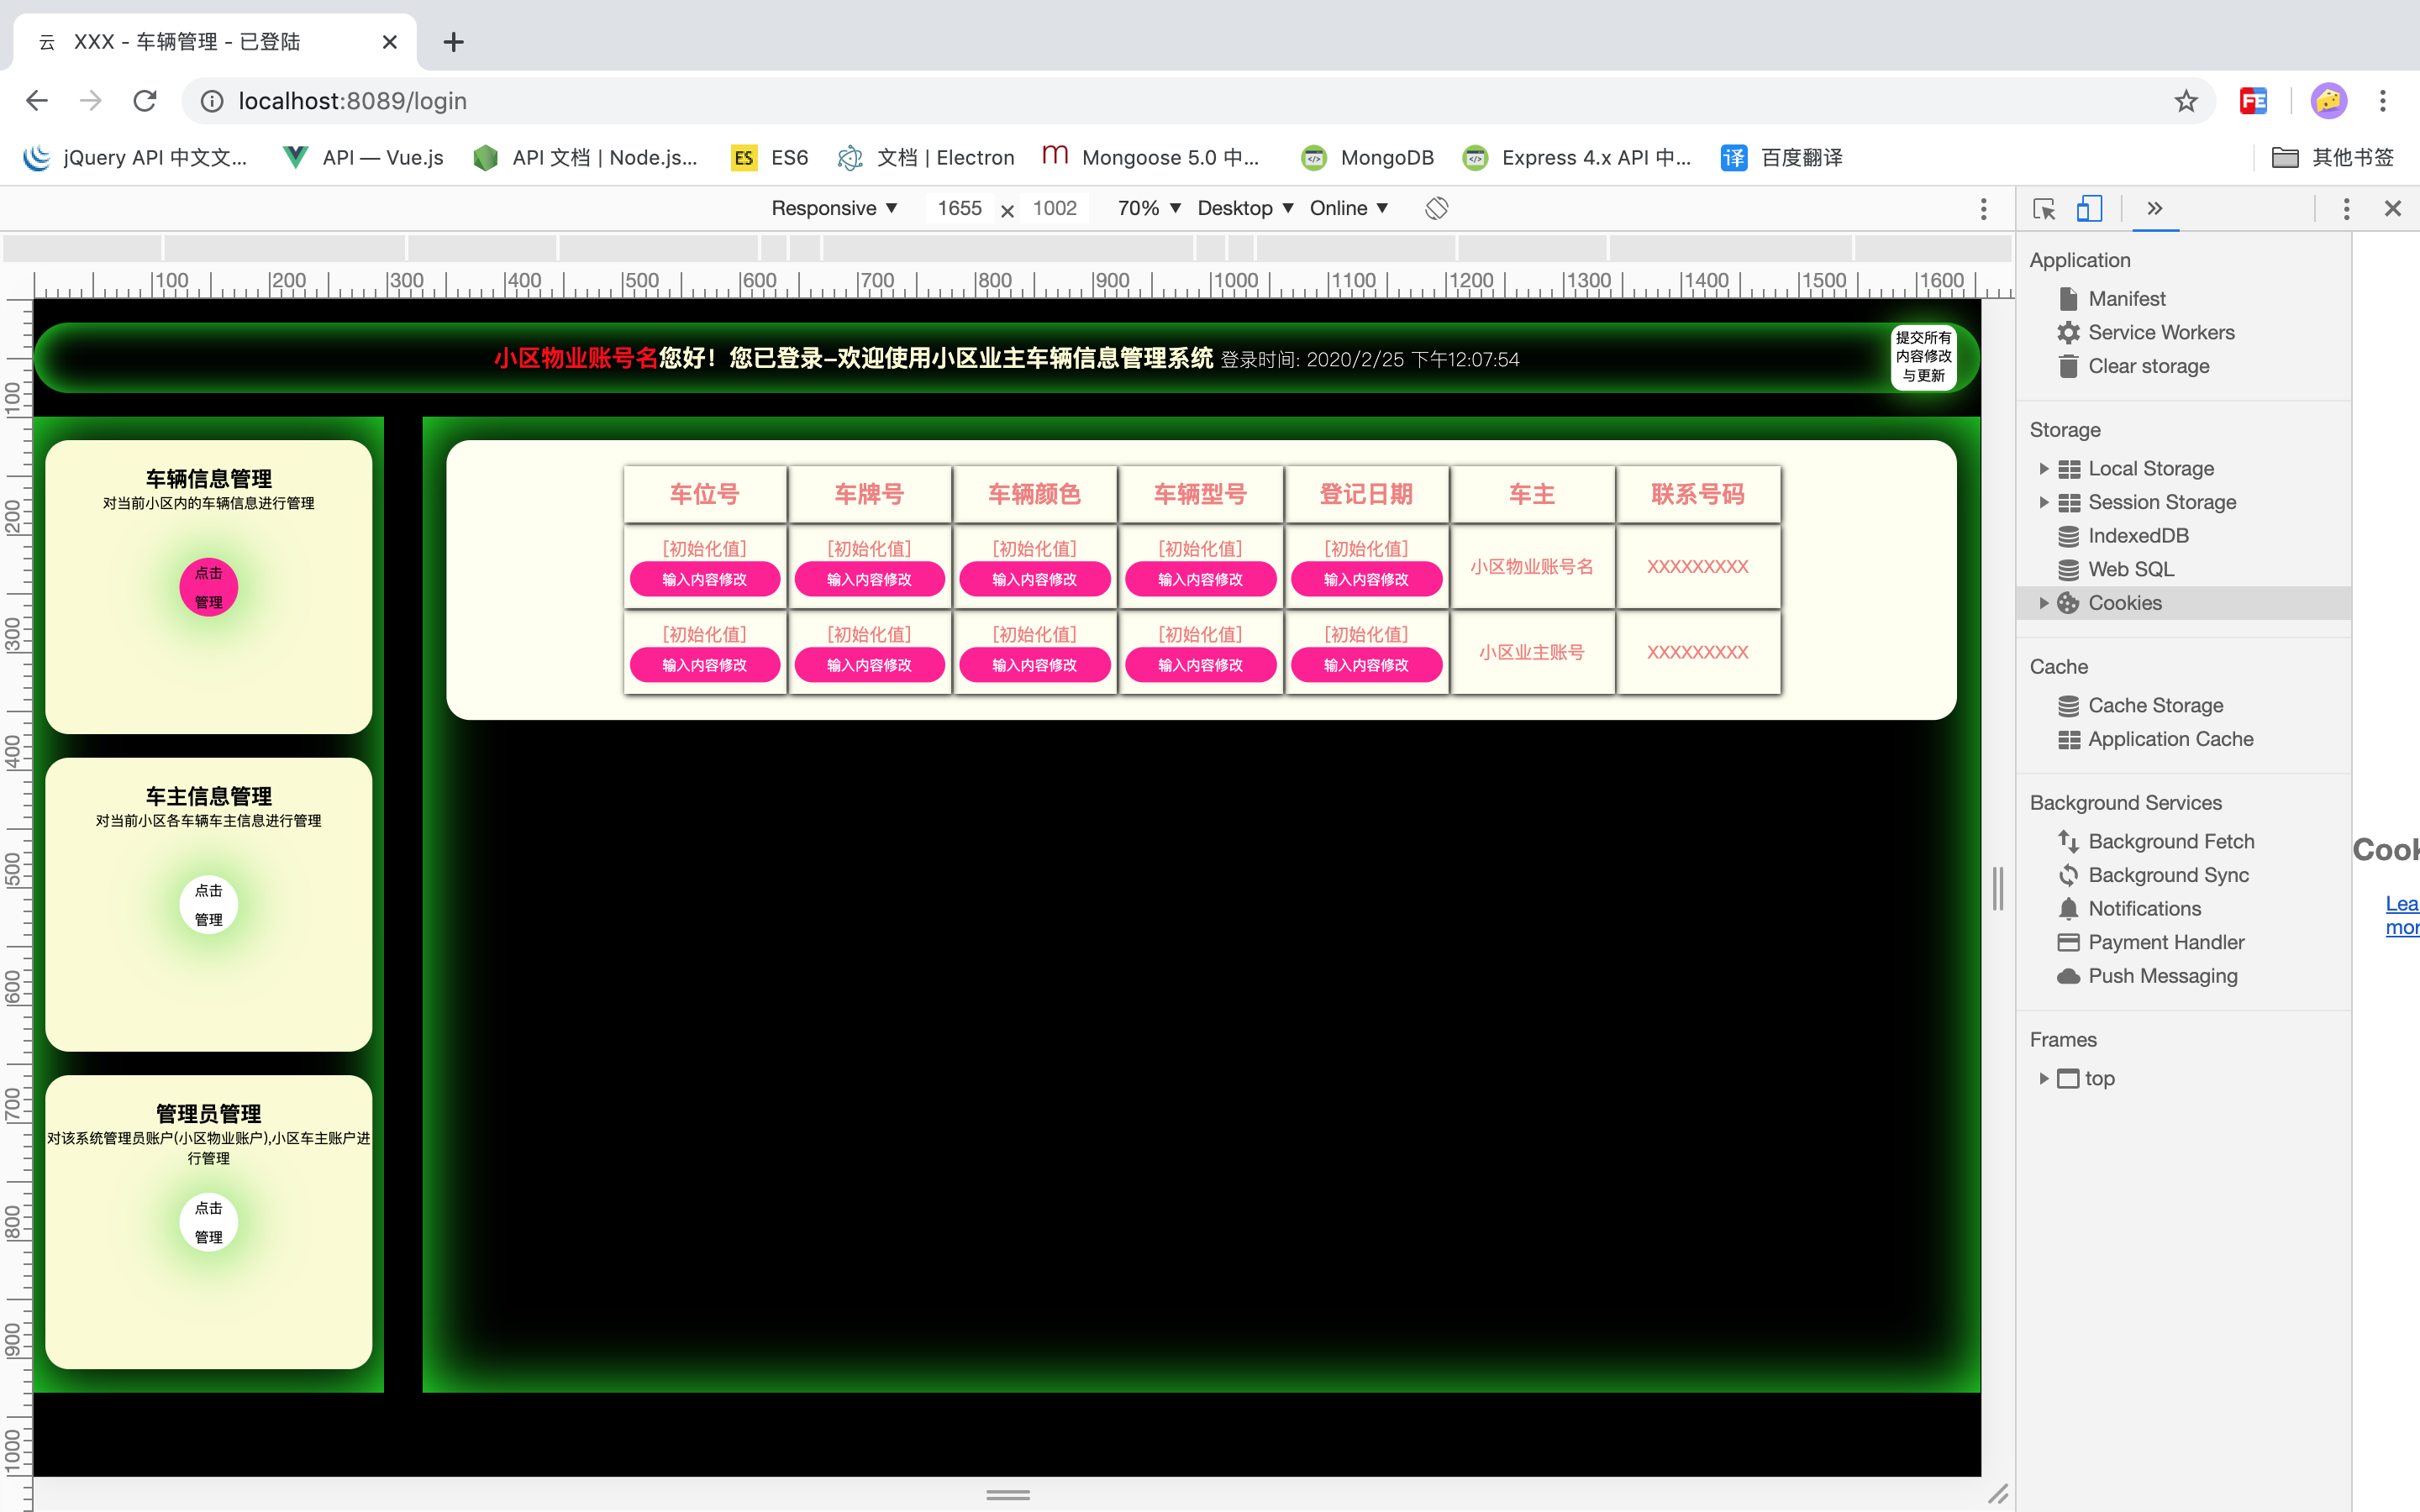 云 XXX - 车辆管理 - 已登陆
localhost:8089/login
jQuery API 中文文... API — Vue.js API 文档 | Node.js... ES ES6 文档 | Electron m Mongoose 5.0 中... MongoDB Express 4.x API 中... 译 百度翻译 其他书签
FE
Responsive 1655 1002 70% Desktop Online
100 200 300 400 500 600 700 800 900 1000 1100 1200 1300 1400 1500 1600
100
200
300
400
500
600
700
800
900
1000
小区物业账号名您好！您已登录–欢迎使用小区业主车辆信息管理系统 登录时间: 2020/2/25 下午12:07:54
提交所有
内容修改
与更新
车辆信息管理
对当前小区内的车辆信息进行管理
点击
管理
车主信息管理
对当前小区各车辆车主信息进行管理
点击
管理
管理员管理
对该系统管理员账户(小区物业账户),小区车主账户进
行管理
点击
管理
车位号 车牌号 车辆颜色 车辆型号 登记日期 车主 联系号码
[初始化值] [初始化值] [初始化值] [初始化值] [初始化值] 小区物业账号名 XXXXXXXXX
输入内容修改 输入内容修改 输入内容修改 输入内容修改 输入内容修改
[初始化值] [初始化值] [初始化值] [初始化值] [初始化值] 小区业主账号 XXXXXXXXX
输入内容修改 输入内容修改 输入内容修改 输入内容修改 输入内容修改
Application
Manifest
Service Workers
Clear storage
Storage
Local Storage
Session Storage
IndexedDB
Web SQL
Cookies
Cache
Cache Storage
Application Cache
Background Services
Background Fetch
Background Sync
Notifications
Payment Handler
Push Messaging
Frames
top
Cook
Lea
mor